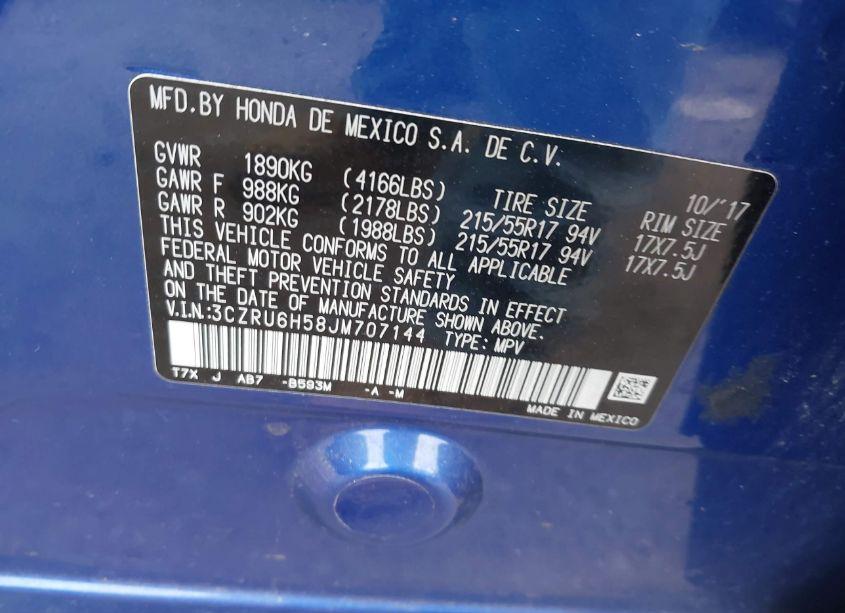 MFD.BY HONDA DE MEXICO S.A. DE C.V.
10/'17
GVWR 1890KG (4166LBS) TIRE SIZE RIM SIZE
GAWR F 988KG (2178LBS) 215/55R17 94V 17X7.5J
GAWR R 902KG (1988LBS) 215/55R17 94V 17X7.5J
THIS VEHICLE CONFORMS TO ALL APPLICABLE
FEDERAL MOTOR VEHICLE SAFETY
AND THEFT PREVENTION STANDARDS IN EFFECT
ON THE DATE OF MANUFACTURE SHOWN ABOVE.
V.I.N.:3CZRU6H58JM707144 TYPE: MPV
T7X J AB7 -B593M -A -M
MADE IN MEXICO